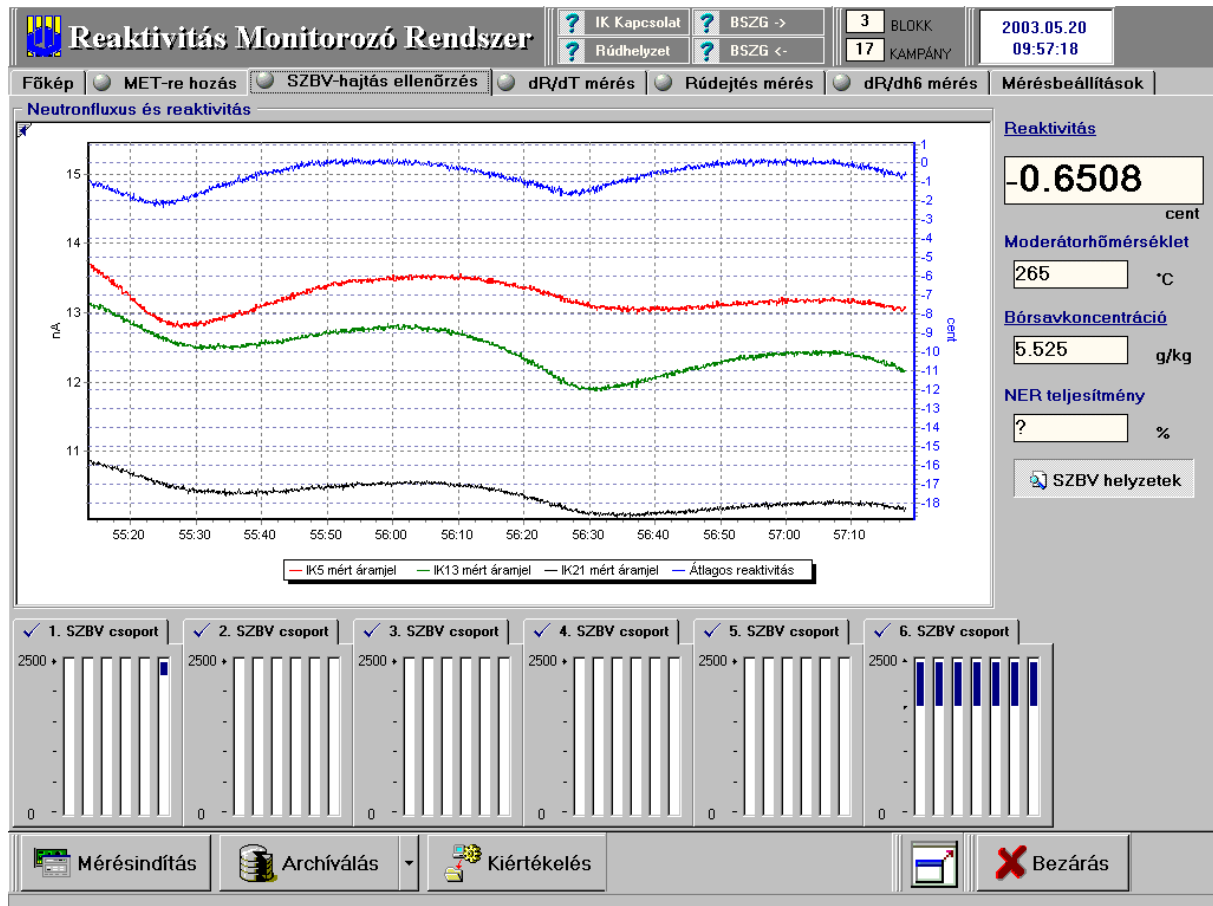 Reaktivitás Monitorozó Rendszer
? IK Kapcsolat ? BSZG ->
? Rúdhelyzet ? BSZG <-
3 BLOKK
17 KAMPÁNY
2003.05.20
09:57:18
Főkép MET-re hozás SZBV-hajtás ellenőrzés dR/dT mérés Rúdejtés mérés dR/dh6 mérés Mérésbeállítások
Neutronfluxus és reaktivitás
15
14
13
12
11
nA
1
0
-1
-2
-3
-4
-5
-6
-7
-8
-9
-10
-11
-12
-13
-14
-15
-16
-17
-18
cent
55:20 55:30 55:40 55:50 56:00 56:10 56:20 56:30 56:40 56:50 57:00 57:10
IK5 mért áramjel IK13 mért áramjel IK21 mért áramjel Átlagos reaktivitás
Reaktivitás
-0.6508
cent
Moderátorhőmérséklet
265 °C
Bórsavkoncentráció
5.525 g/kg
NER teljesítmény
? %
SZBV helyzetek
1. SZBV csoport 2. SZBV csoport 3. SZBV csoport 4. SZBV csoport 5. SZBV csoport 6. SZBV csoport
2500 2500 2500 2500 2500 2500
0 0 0 0 0 0
Mérésindítás Archíválás Kiértékelés Bezárás